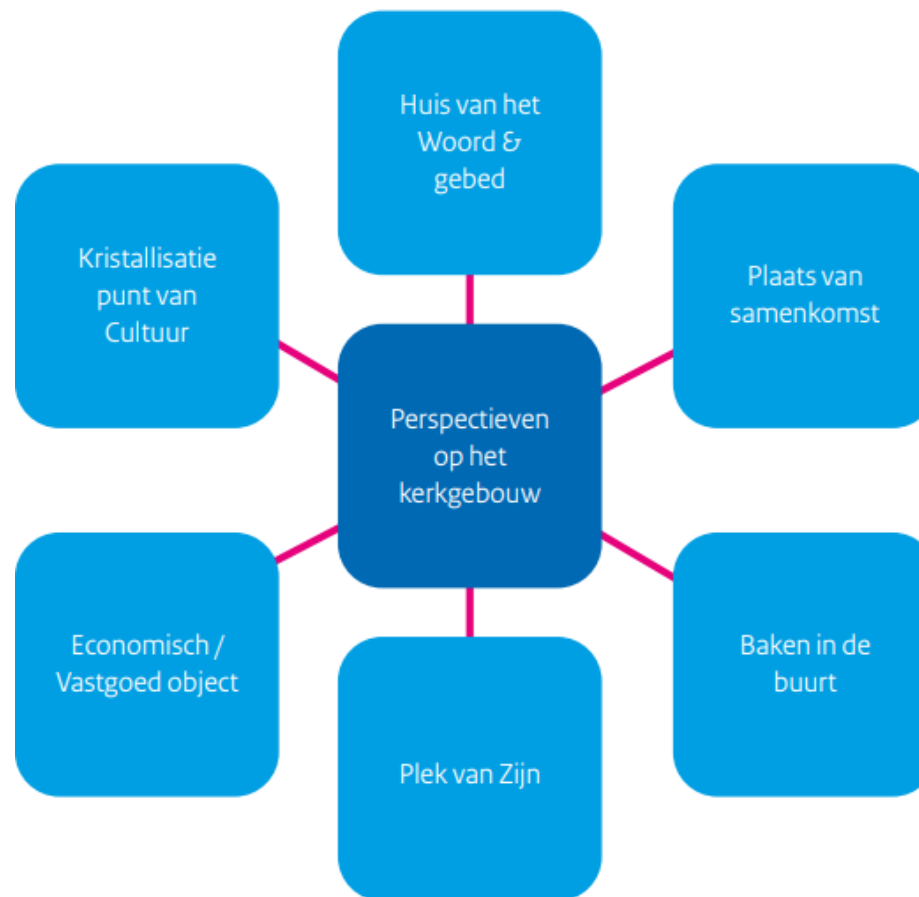 Huis van het
Woord &
gebed
Kristallisatie
punt van
Cultuur
Plaats van
samenkomst
Perspectieven
op het
kerkgebouw
Economisch /
Vastgoed object
Baken in de
buurt
Plek van Zijn